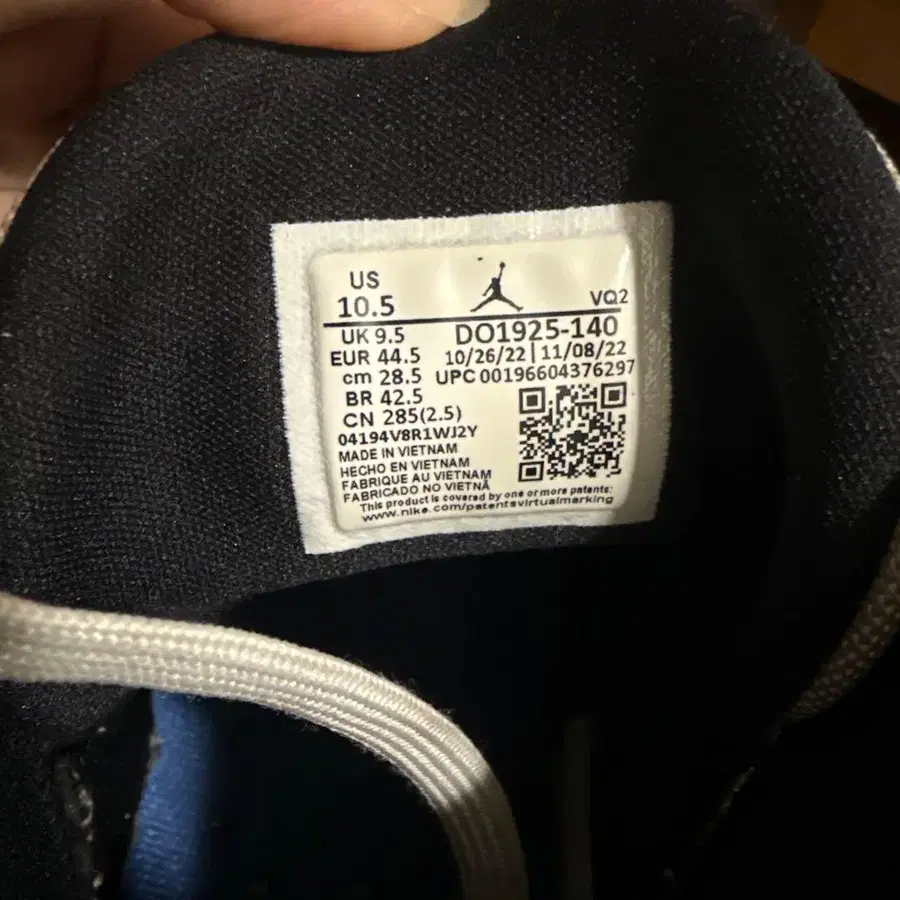 US
10.5
VQ2
UK 9.5
DO1925-140
EUR 44.5
10/26/22 | 11/08/22
cm 28.5
UPC 00196604376297
BR 42.5
CN 285(2.5)
04194V8R1WJ2Y
MADE IN VIETNAM
HECHO EN VIETNAM
FABRIQUE AU VIETNAM
FABRICADO NO VIETNÃ
This product is covered by one or more patents:
www.nike.com/patentsvirtualmarking